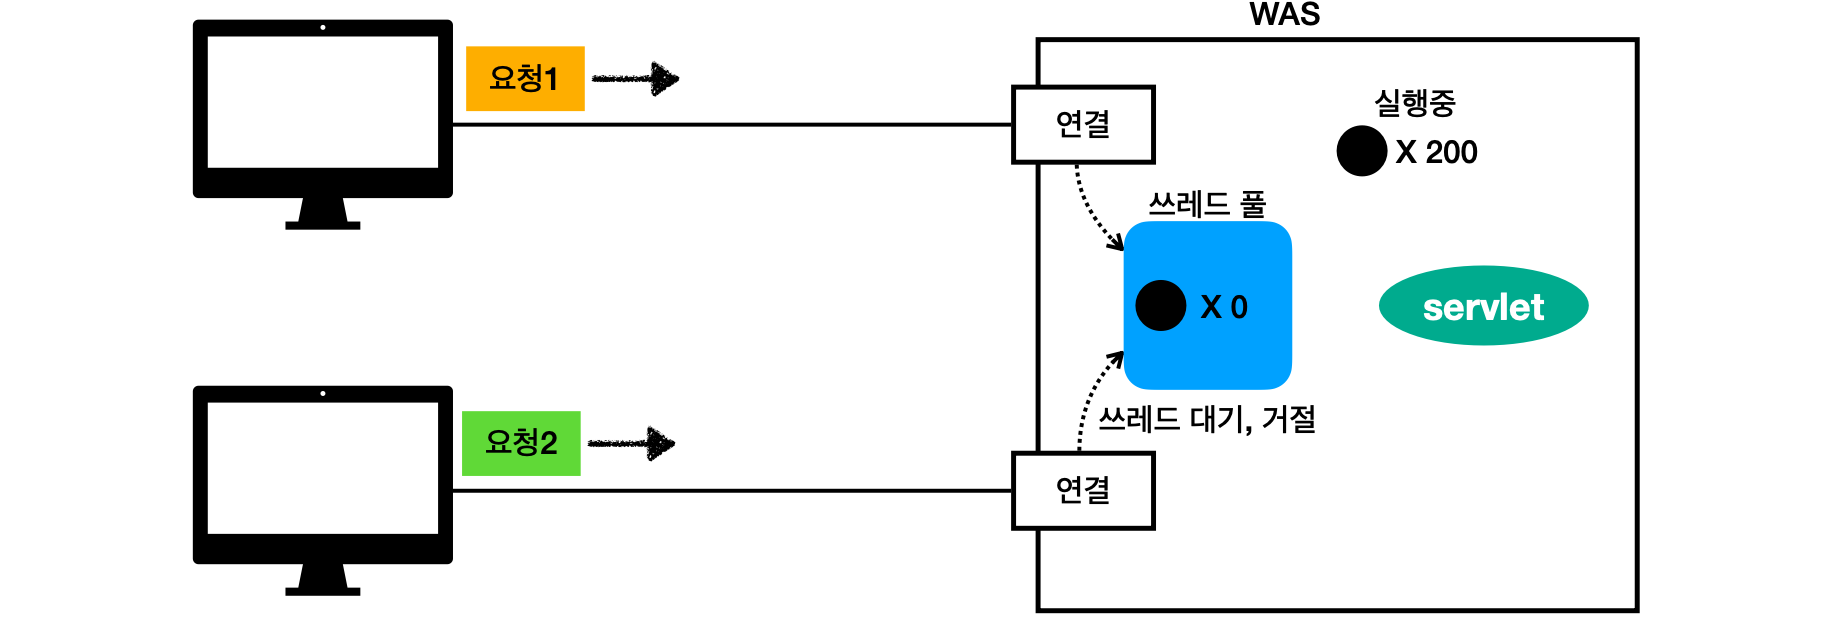 WAS
요청1
연결
실행중
X 200
쓰레드 풀
X 0
servlet
쓰레드 대기, 거절
요청2
연결